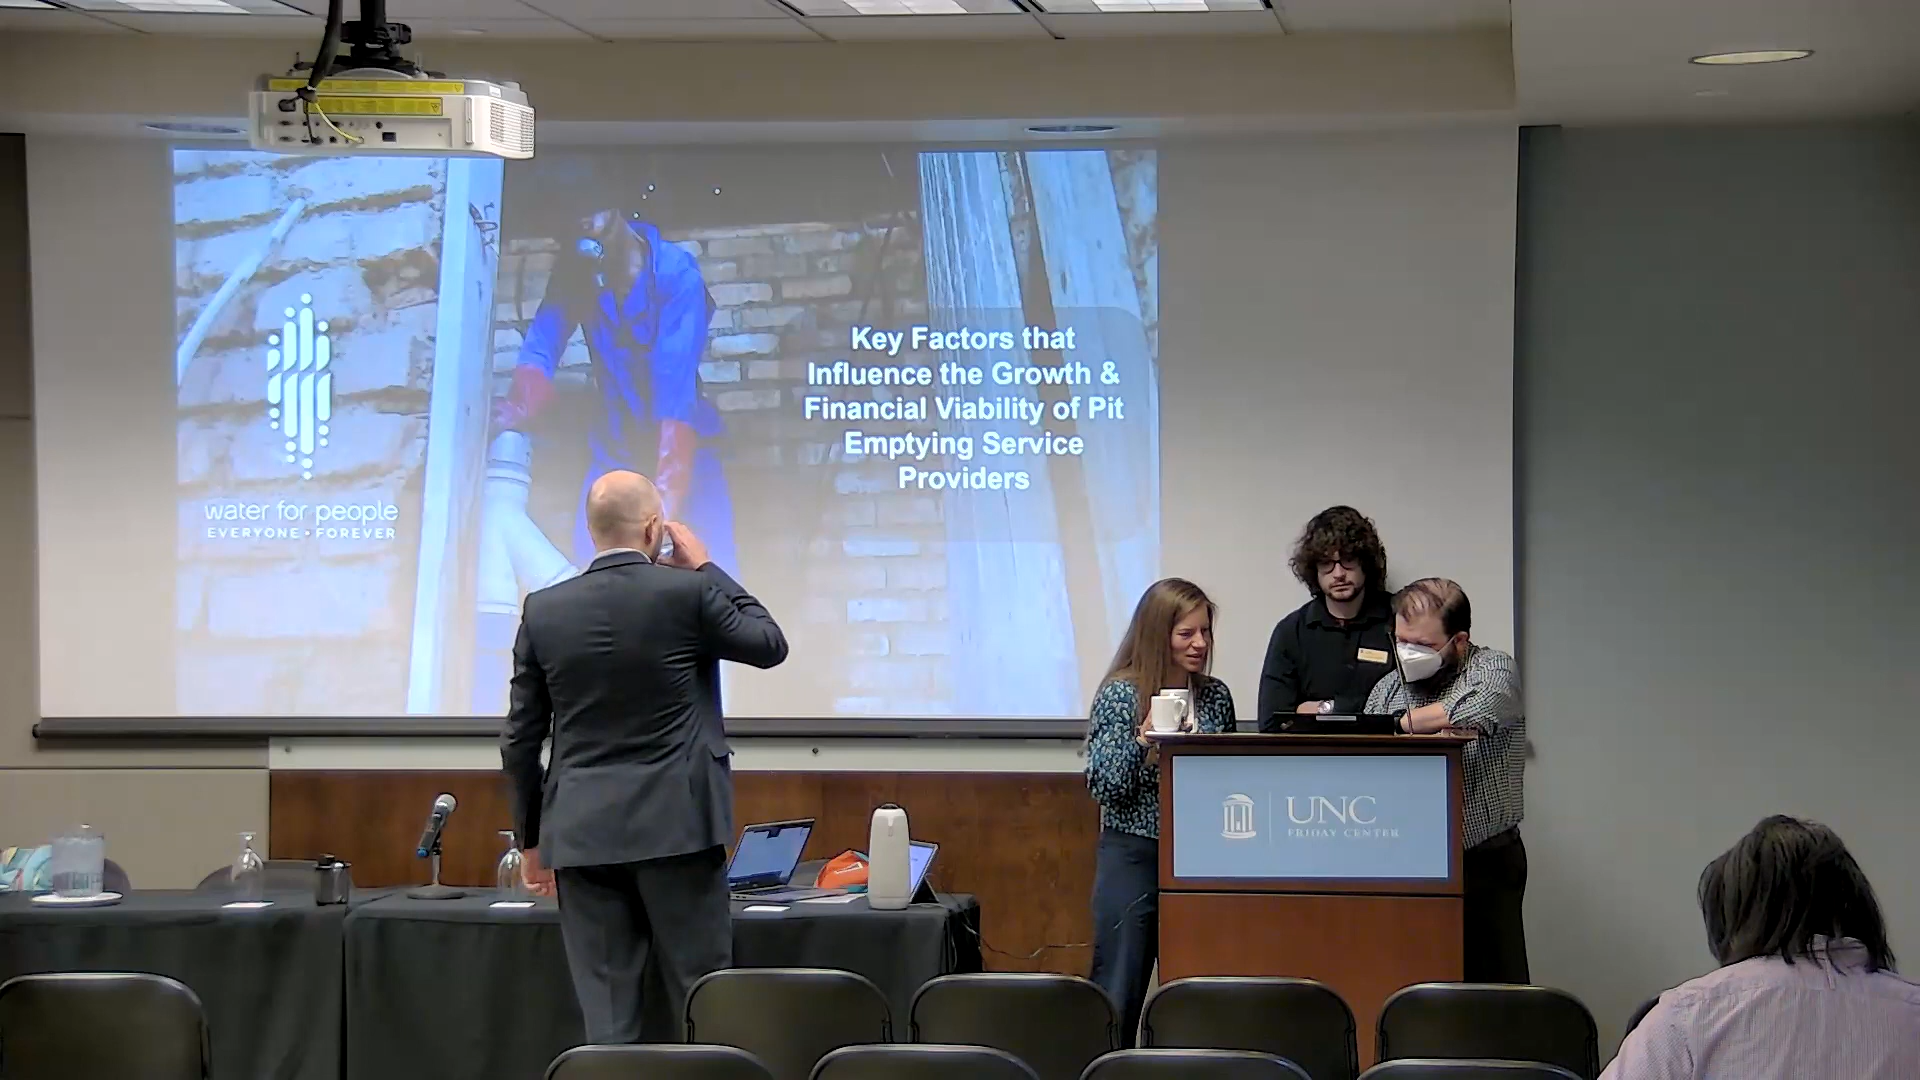 Key Factors that
Influence the Growth &
Financial Viability of Pit
Emptying Service
Providers
water for people
EVERYONE • FOREVER
UNC
FRIDAY CENTER